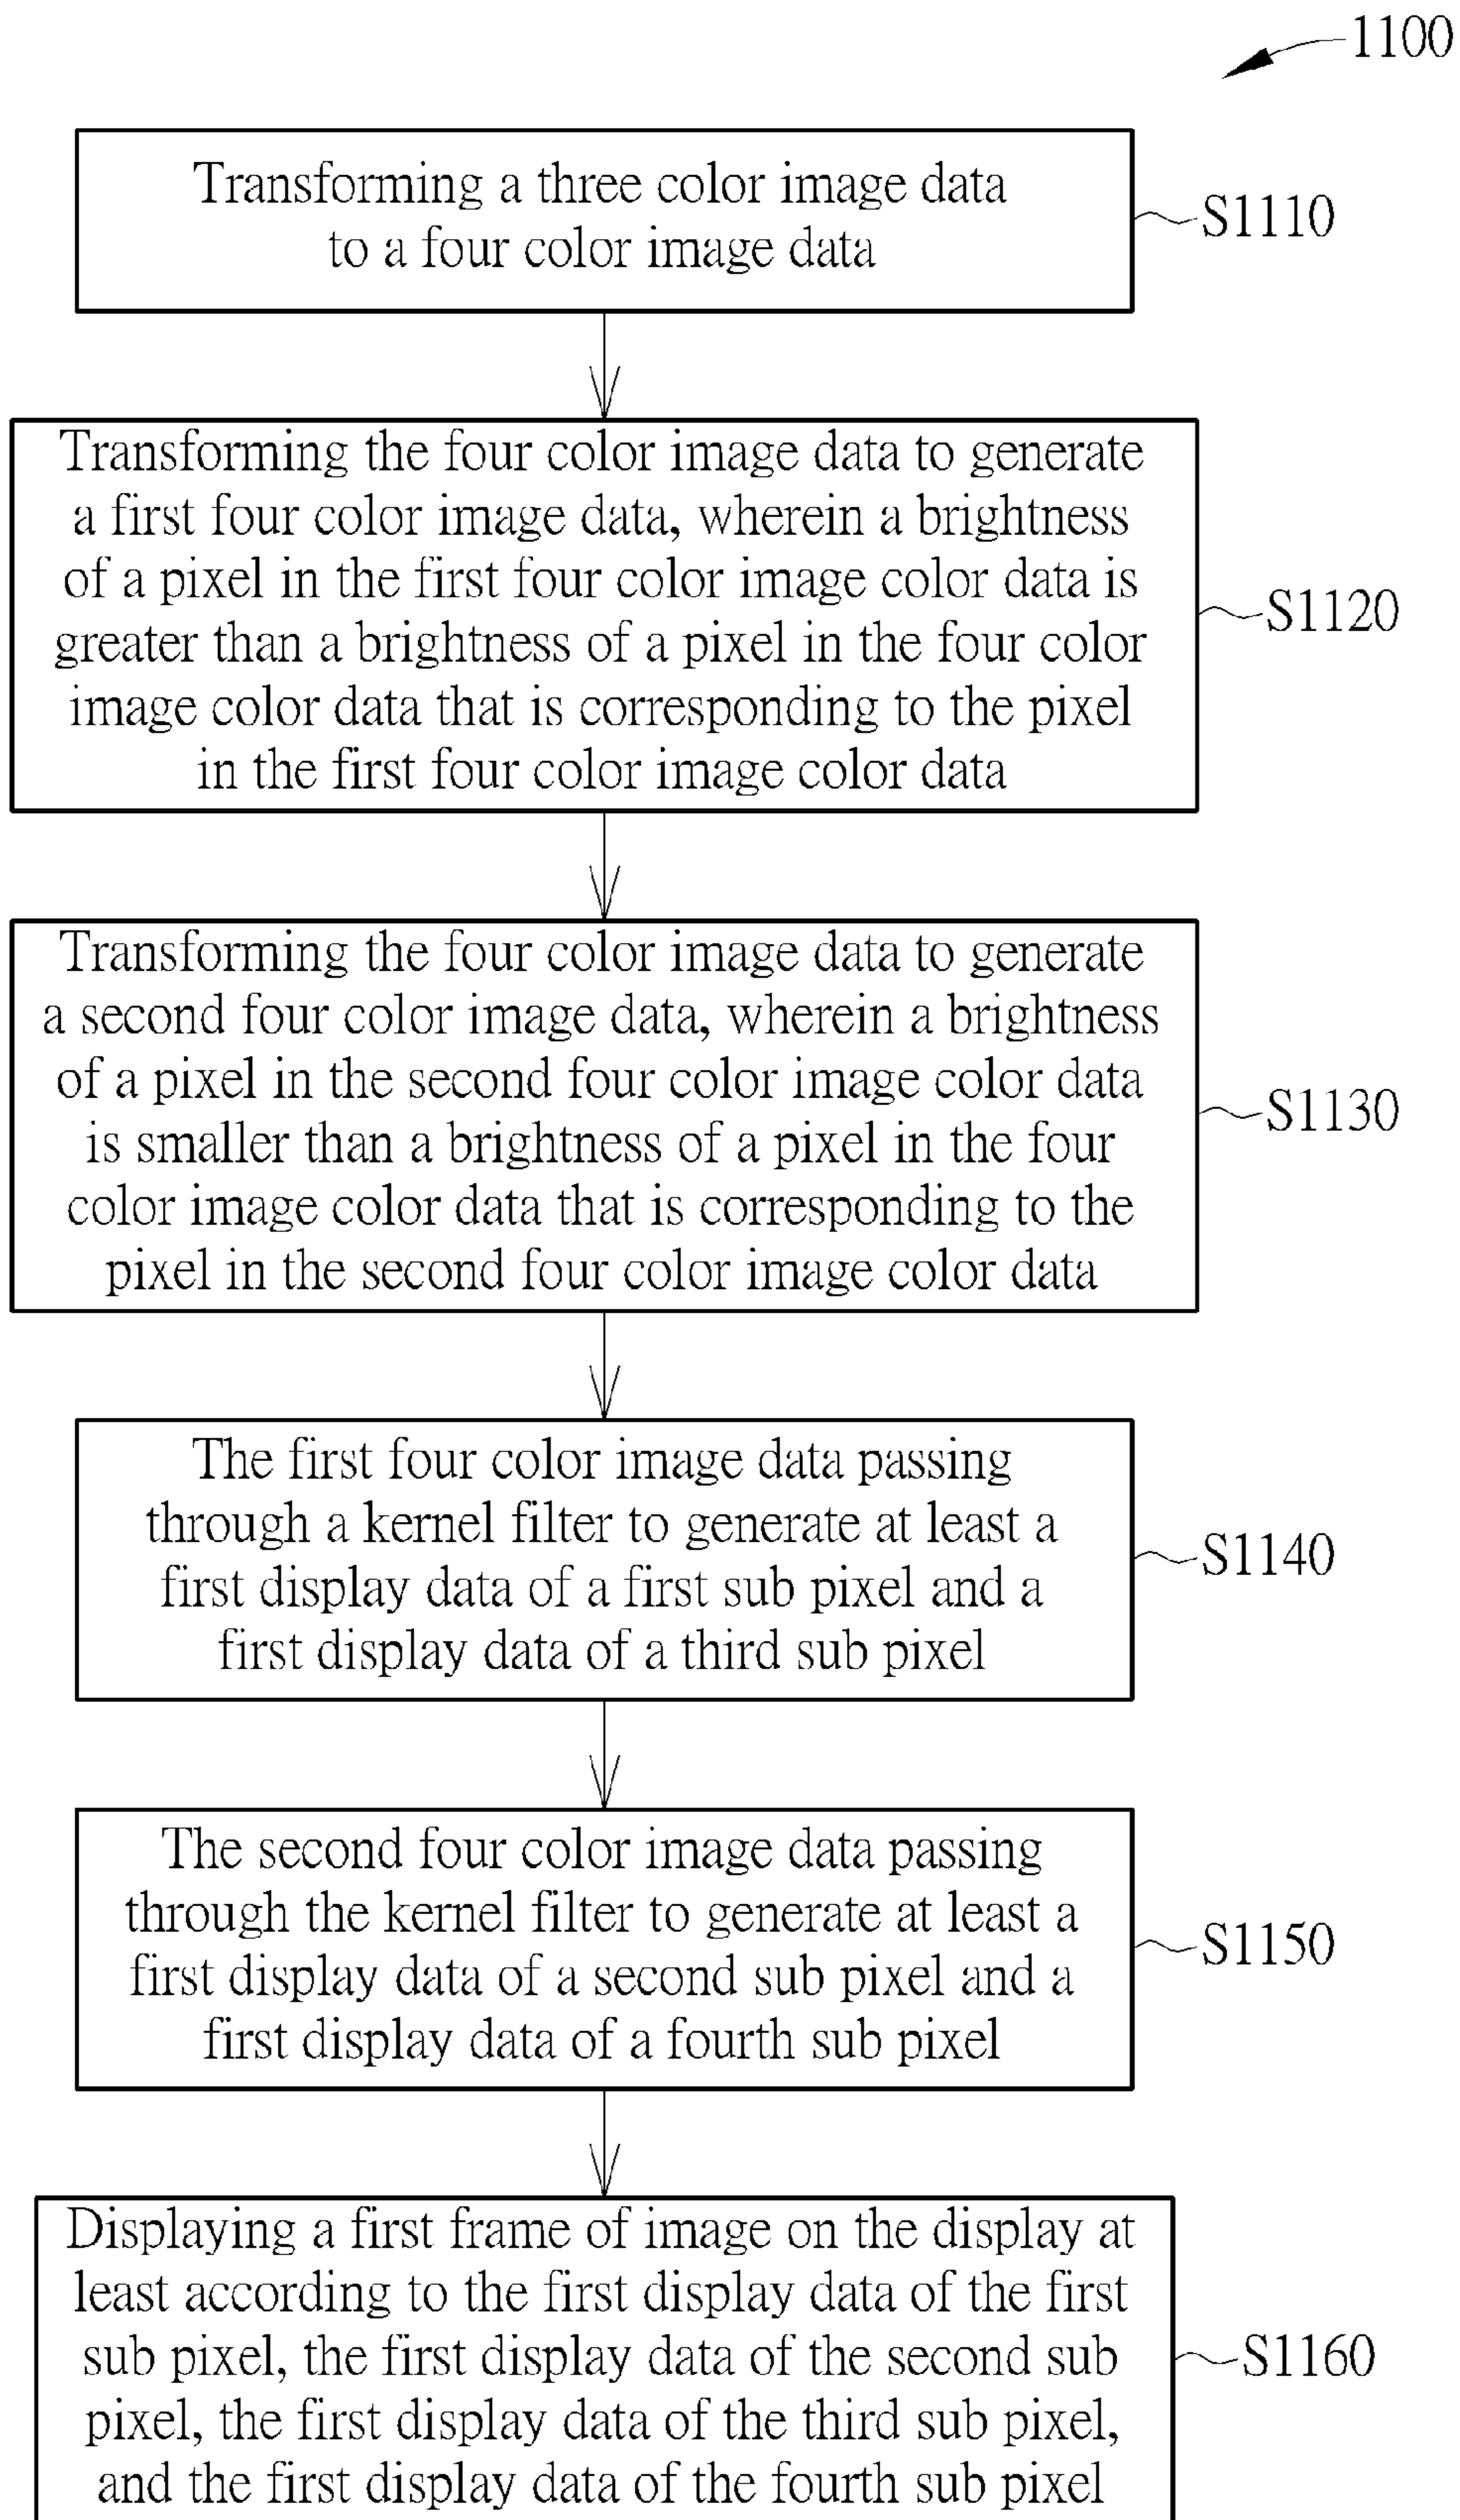 1100
Transforming a three color image data
to a four color image data
S1110
Transforming the four color image data to generate
a first four color image data, wherein a brightness
of a pixel in the first four color image color data is
greater than a brightness of a pixel in the four color
image color data that is corresponding to the pixel
in the first four color image color data
S1120
Transforming the four color image data to generate
a second four color image data, wherein a brightness
of a pixel in the second four color image color data
is smaller than a brightness of a pixel in the four
color image color data that is corresponding to the
pixel in the second four color image color data
S1130
The first four color image data passing
through a kernel filter to generate at least a
first display data of a first sub pixel and a
first display data of a third sub pixel
S1140
The second four color image data passing
through the kernel filter to generate at least a
first display data of a second sub pixel and a
first display data of a fourth sub pixel
S1150
Displaying a first frame of image on the display at
least according to the first display data of the first
sub pixel, the first display data of the second sub
pixel, the first display data of the third sub pixel,
and the first display data of the fourth sub pixel
S1160